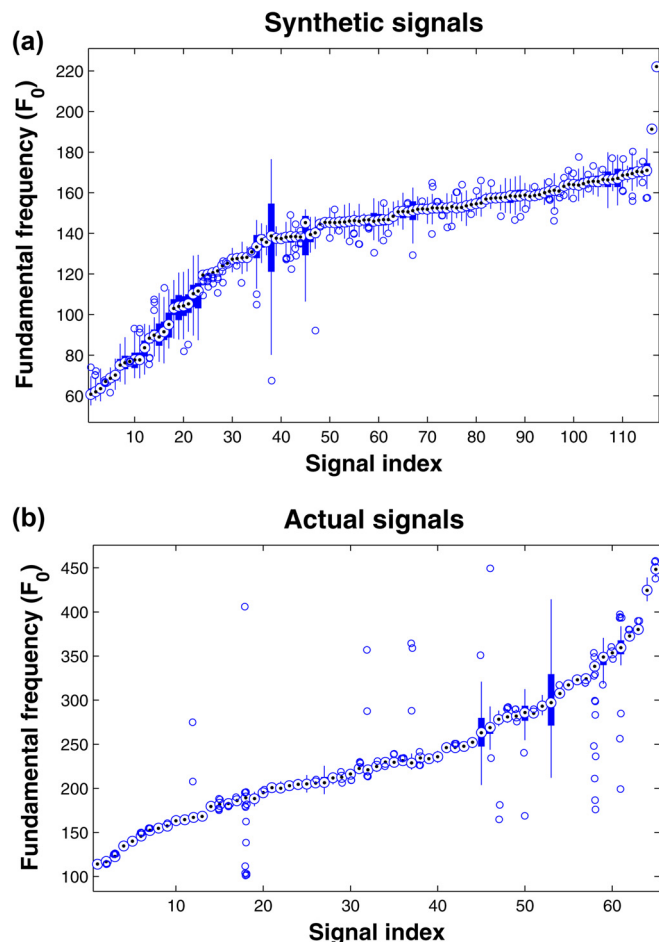 (a)
Synthetic signals
Fundamental frequency (F0)
220
200
180
160
140
120
100
80
60
10 20 30 40 50 60 70 80 90 100 110
Signal index
(b)
Actual signals
Fundamental frequency (F0)
450
400
350
300
250
200
150
100
10 20 30 40 50 60
Signal index